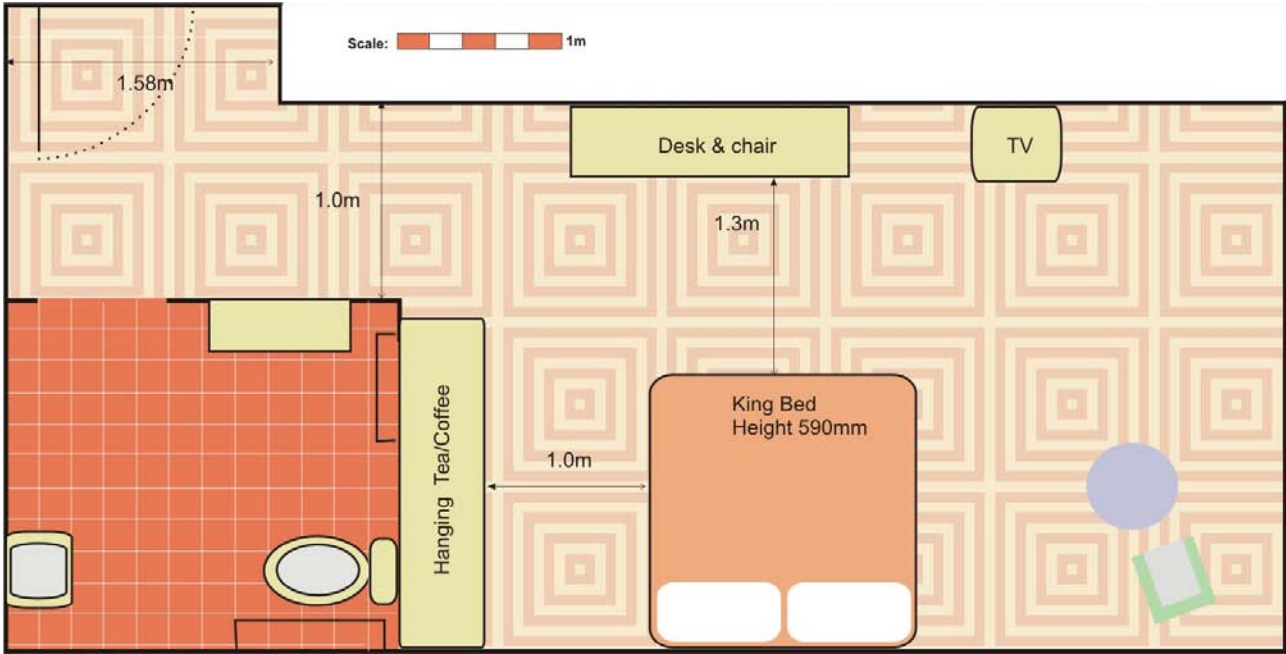 Scale:
1m
1.58m
Desk & chair
TV
1.0m
1.3m
King Bed
Height 590mm
Hanging Tea/Coffee
1.0m